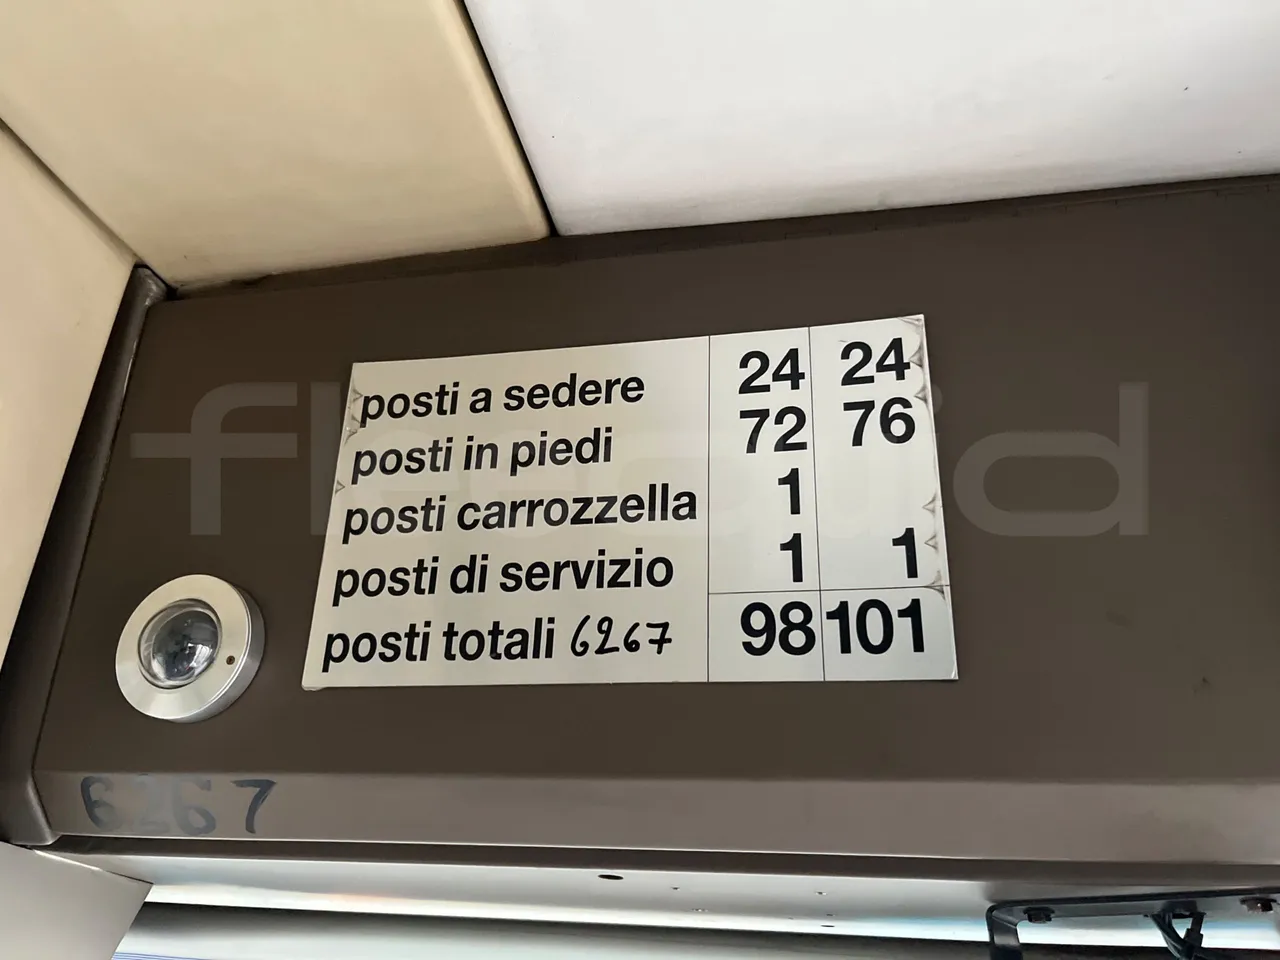 posti a sedere 24 24
posti in piedi 72 76
posti carrozzella 1
posti di servizio 1 1
posti totali 6267 98 101
6267